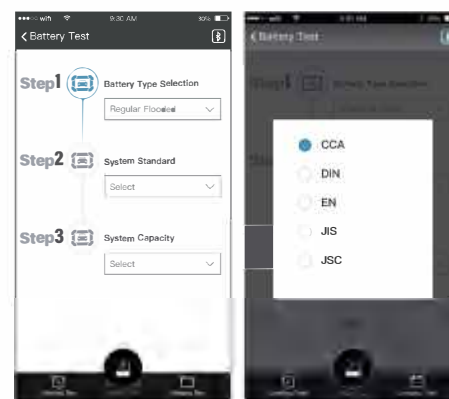 wifi 9:30 AM 30%
Battery Test
Step1
Battery Type Selection
Regular Flooded
Step2
System Standard
Select
Step3
System Capacity
Select
Battery Test
CCA
DIN
EN
JIS
JSC